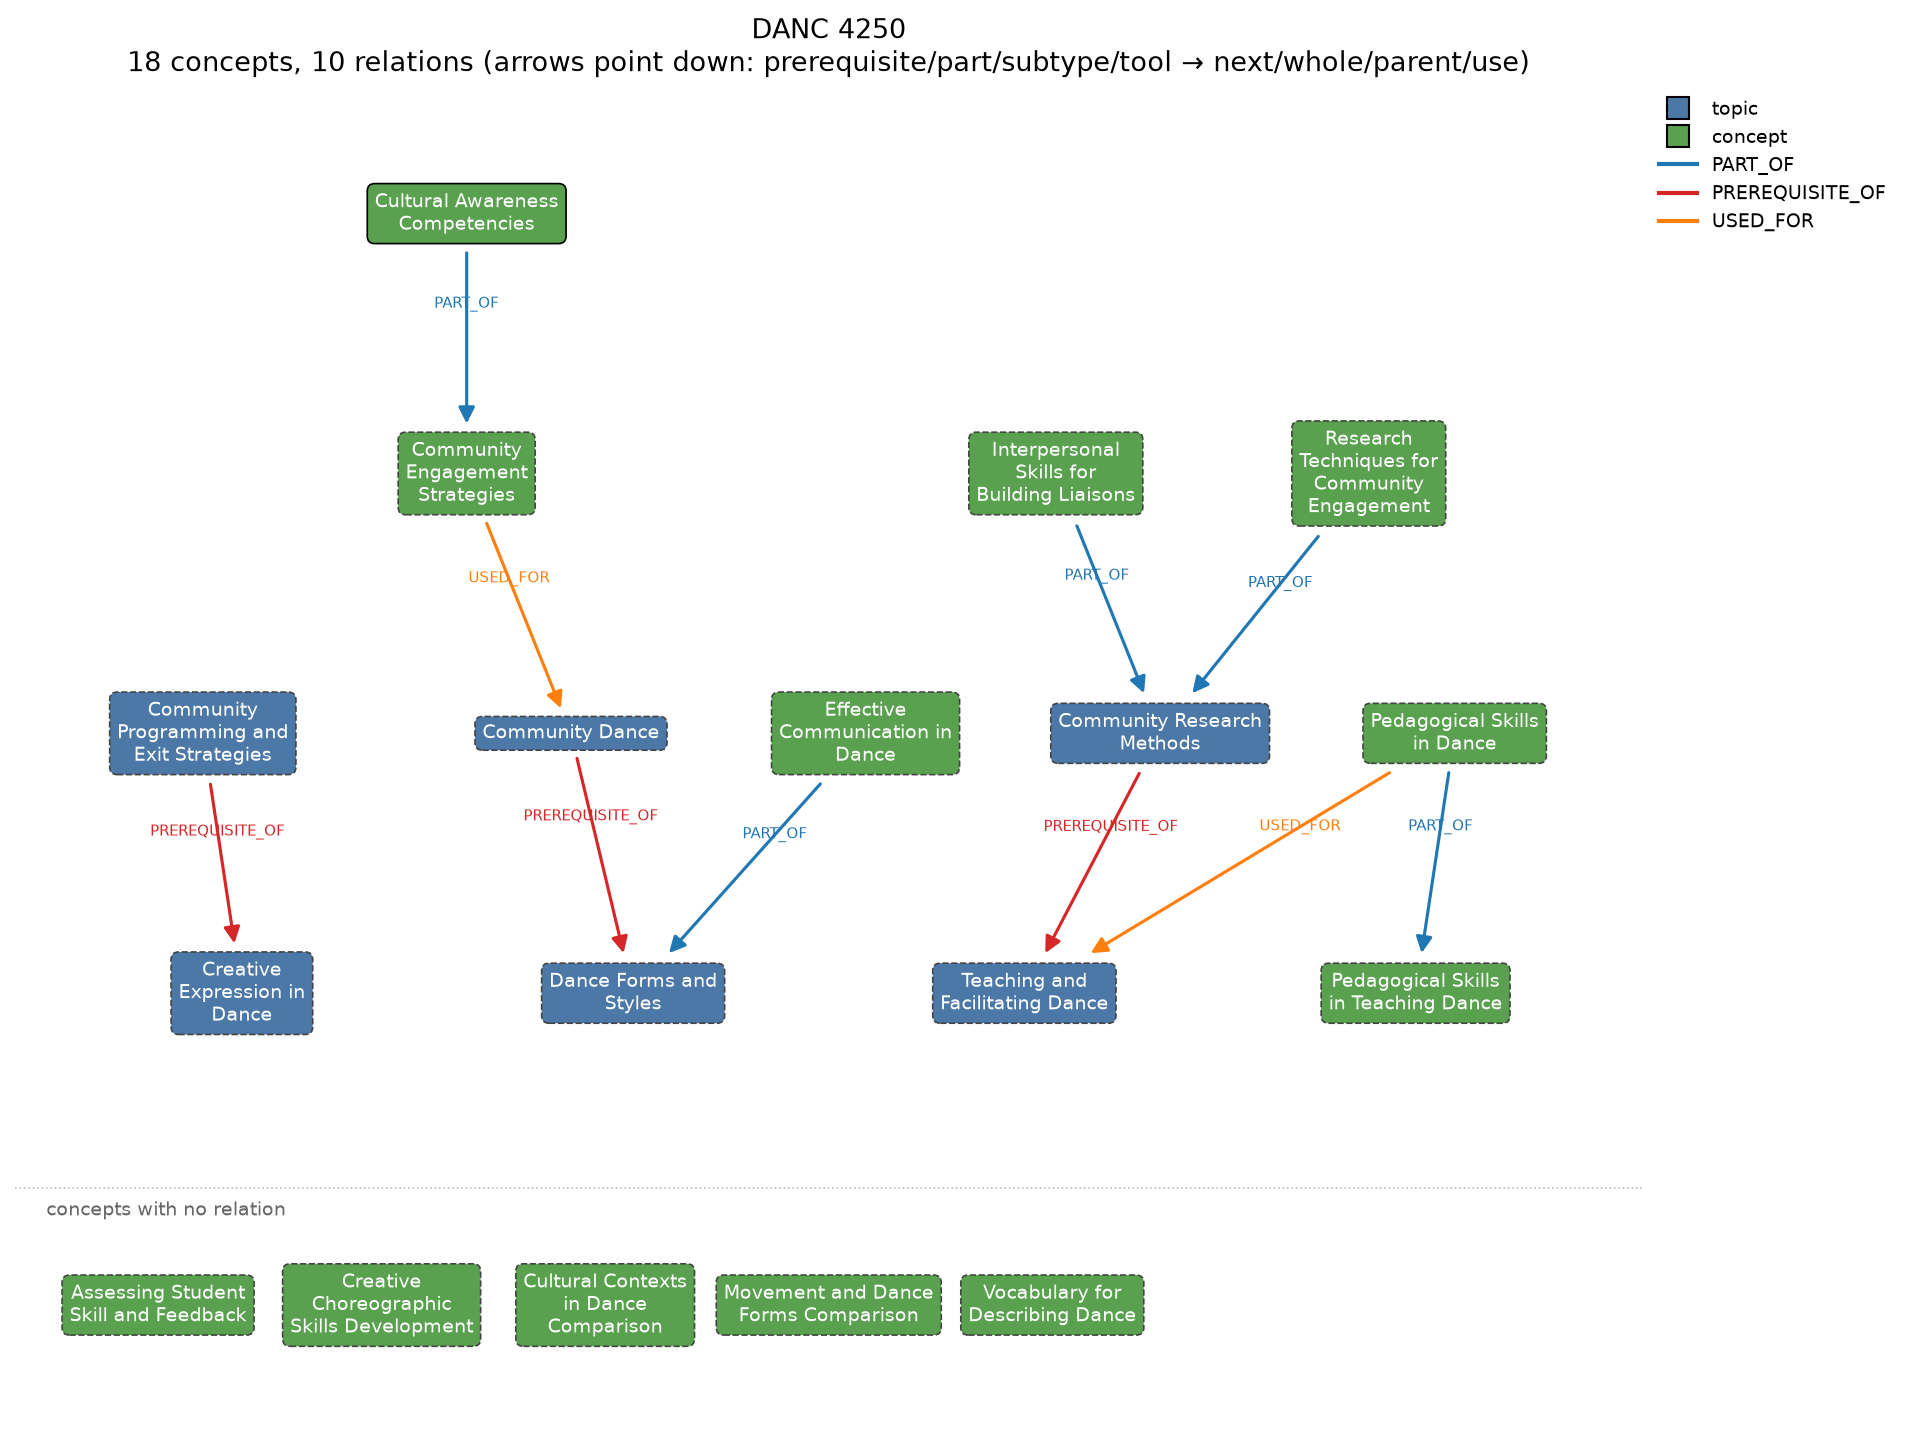 DANC 4250
18 concepts, 10 relations (arrows point down: prerequisite/part/subtype/tool → next/whole/parent/use)
topic
concept
PART_OF
PREREQUISITE_OF
USED_FOR
Cultural Awareness
Competencies
PART_OF
Community
Engagement
Strategies
Interpersonal
Skills for
Building Liaisons
Research
Techniques for
Community
Engagement
USED_FOR
PART_OF
PART_OF
Community
Programming and
Exit Strategies
Community Dance
Effective
Communication in
Dance
Community Research
Methods
Pedagogical Skills
in Dance
PREREQUISITE_OF
PREREQUISITE_OF
PART_OF
PREREQUISITE_OF
USED_FOR
PART_OF
Creative
Expression in
Dance
Dance Forms and
Styles
Teaching and
Facilitating Dance
Pedagogical Skills
in Teaching Dance
concepts with no relation
Assessing Student
Skill and Feedback
Creative
Choreographic
Skills Development
Cultural Contexts
in Dance
Comparison
Movement and Dance
Forms Comparison
Vocabulary for
Describing Dance